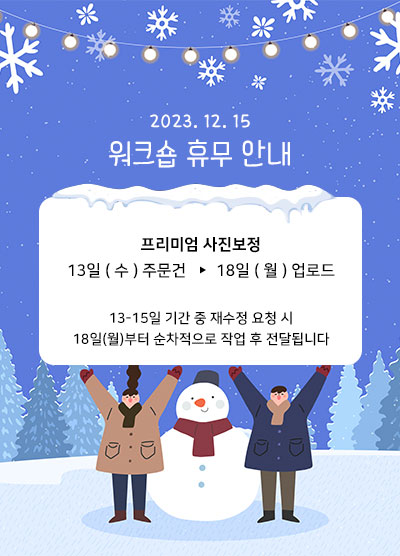 2023. 12. 15
워크숍 휴무 안내
프리미엄 사진보정
13일 ( 수 ) 주문건 ▶ 18일 ( 월 ) 업로드
13-15일 기간 중 재수정 요청 시
18일(월)부터 순차적으로 작업 후 전달됩니다